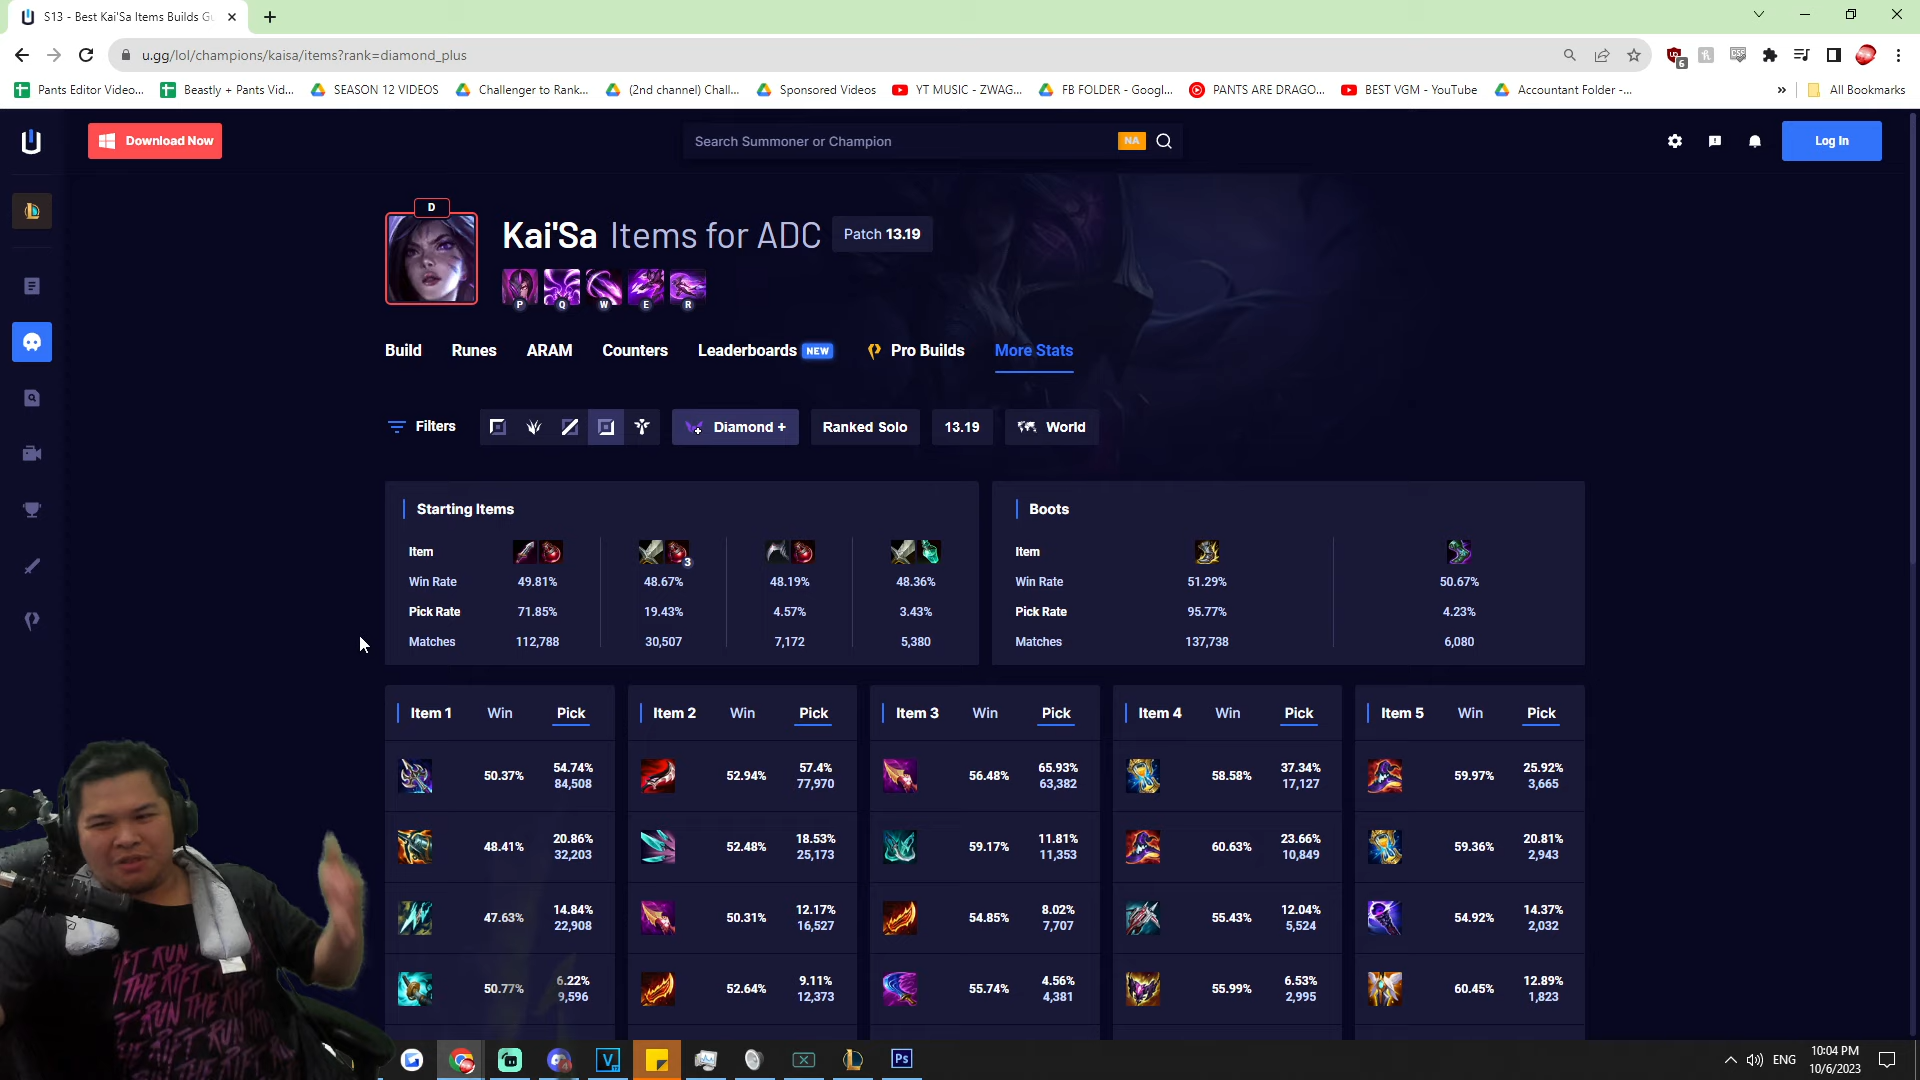 S13 - Best Kai'Sa Items Builds Gu
u.gg/lol/champions/kaisa/items?rank=diamond_plus
6
Pants Editor Video... Beastly + Pants Vid... SEASON 12 VIDEOS Challenger to Rank... (2nd channel) Chall... Sponsored Videos YT MUSIC - ZWAG... FB FOLDER - Googl... PANTS ARE DRAGO... BEST VGM - YouTube Accountant Folder -... » All Bookmarks
Download Now Search Summoner or Champion NA Log In
D
Kai'Sa Items for ADC Patch 13.19
P Q W E R
Build Runes ARAM Counters Leaderboards NEW Pro Builds More Stats
Filters Diamond + Ranked Solo 13.19 World
Starting Items
Item 3
Win Rate 49.81% 48.67% 48.19% 48.36%
Pick Rate 71.85% 19.43% 4.57% 3.43%
Matches 112,788 30,507 7,172 5,380
Boots
Item
Win Rate 51.29% 50.67%
Pick Rate 95.77% 4.23%
Matches 137,738 6,080
Item 1 Win Pick
50.37% 54.74% 84,508
48.41% 20.86% 32,203
47.63% 14.84% 22,908
50.77% 6.22% 9,596
Item 2 Win Pick
52.94% 57.4% 77,970
52.48% 18.53% 25,173
50.31% 12.17% 16,527
52.64% 9.11% 12,373
Item 3 Win Pick
56.48% 65.93% 63,382
59.17% 11.81% 11,353
54.85% 8.02% 7,707
55.74% 4.56% 4,381
Item 4 Win Pick
58.58% 37.34% 17,127
60.63% 23.66% 10,849
55.43% 12.04% 5,524
55.99% 6.53% 2,995
Item 5 Win Pick
59.97% 25.92% 3,665
59.36% 20.81% 2,943
54.92% 14.37% 2,032
60.45% 12.89% 1,823
RUN
THE RIFT
Ps
ENG 10:04 PM
10/6/2023